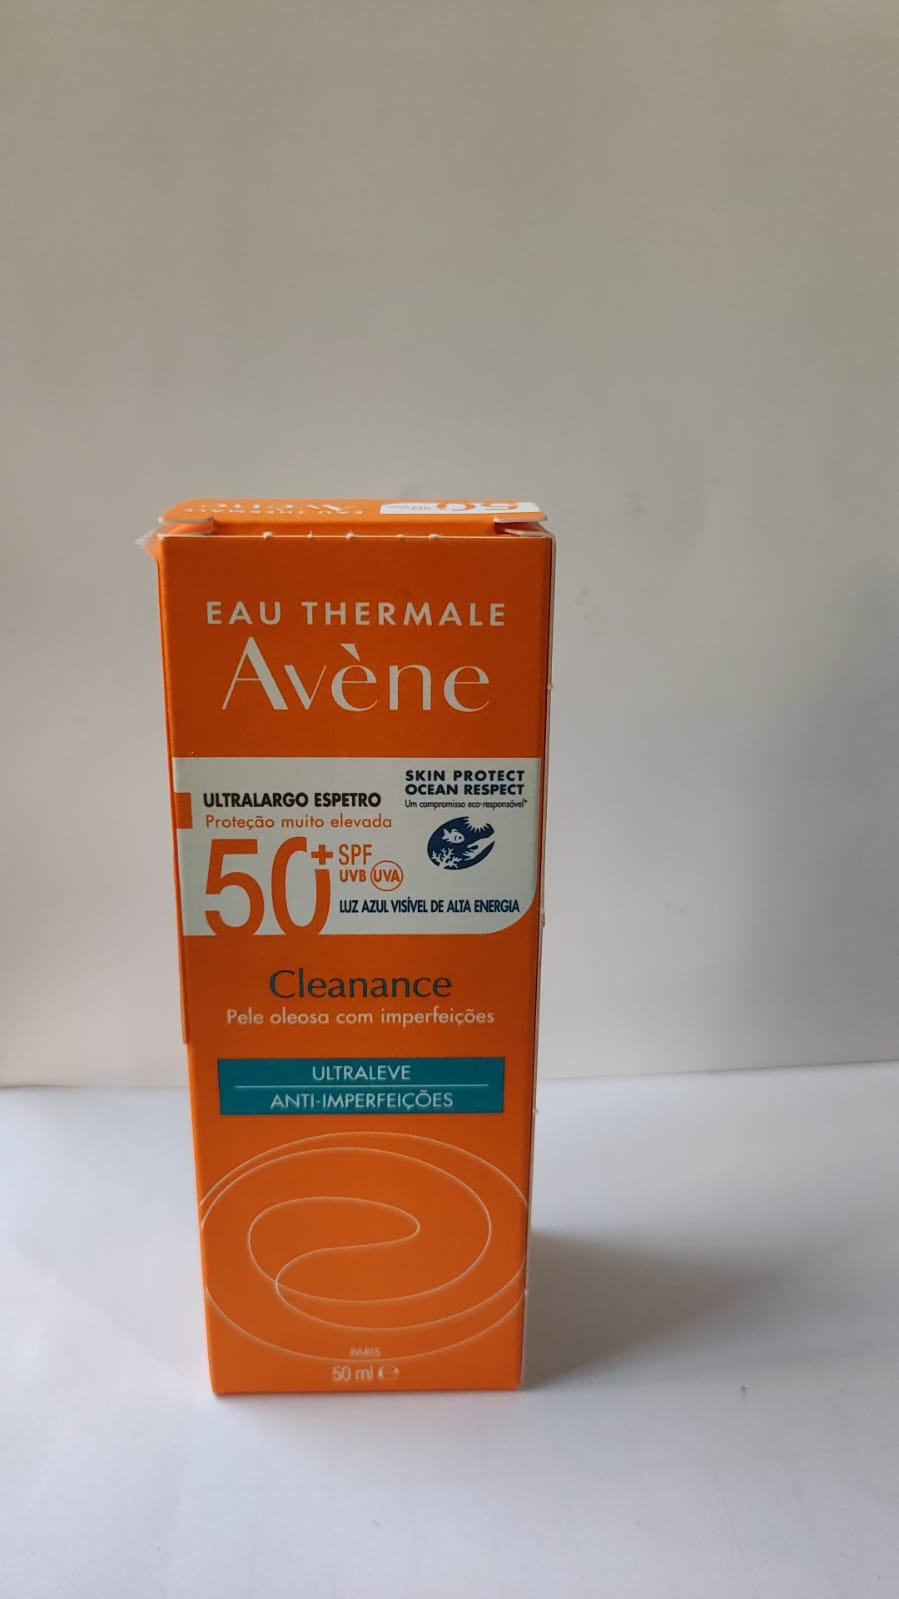 EAU THERMALE
Avène
SKIN PROTECT
OCEAN RESPECT
Um compromisso eco-responsável*
ULTRALARGO ESPETRO
Proteção muito elevada
50+ SPF
UVB UVA
LUZ AZUL VISÍVEL DE ALTA ENERGIA
Cleanance
Pele oleosa com imperfeições
ULTRALEVE
ANTI-IMPERFEIÇÕES
PARIS
50 ml ℮